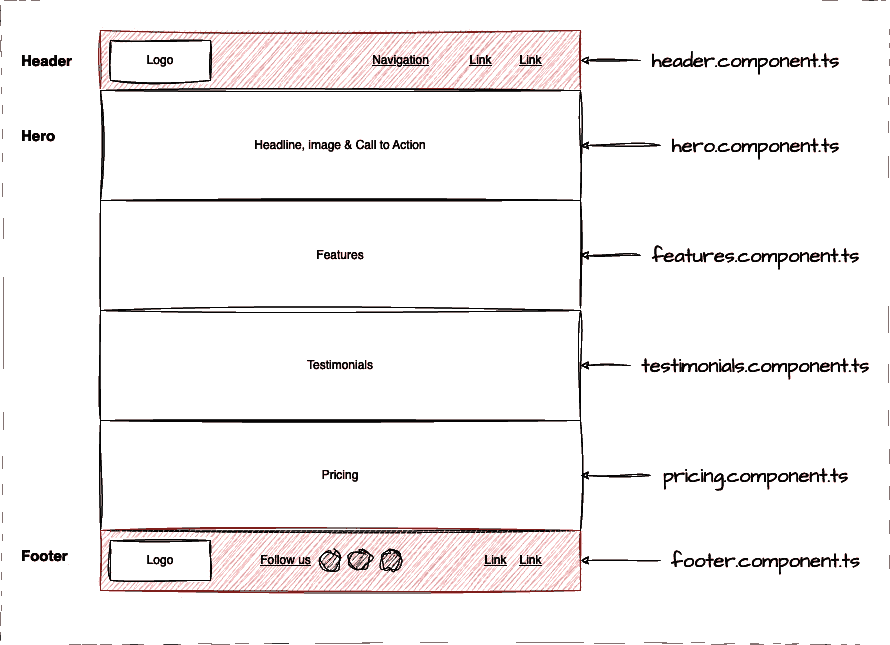 Header
Logo
Navigation
Link
Link
header.component.ts
Hero
Headline, image & Call to Action
hero.component.ts
Features
features.component.ts
Testimonials
testimonials.component.ts
Pricing
pricing.component.ts
Footer
Logo
Follow us
Link
Link
footer.component.ts